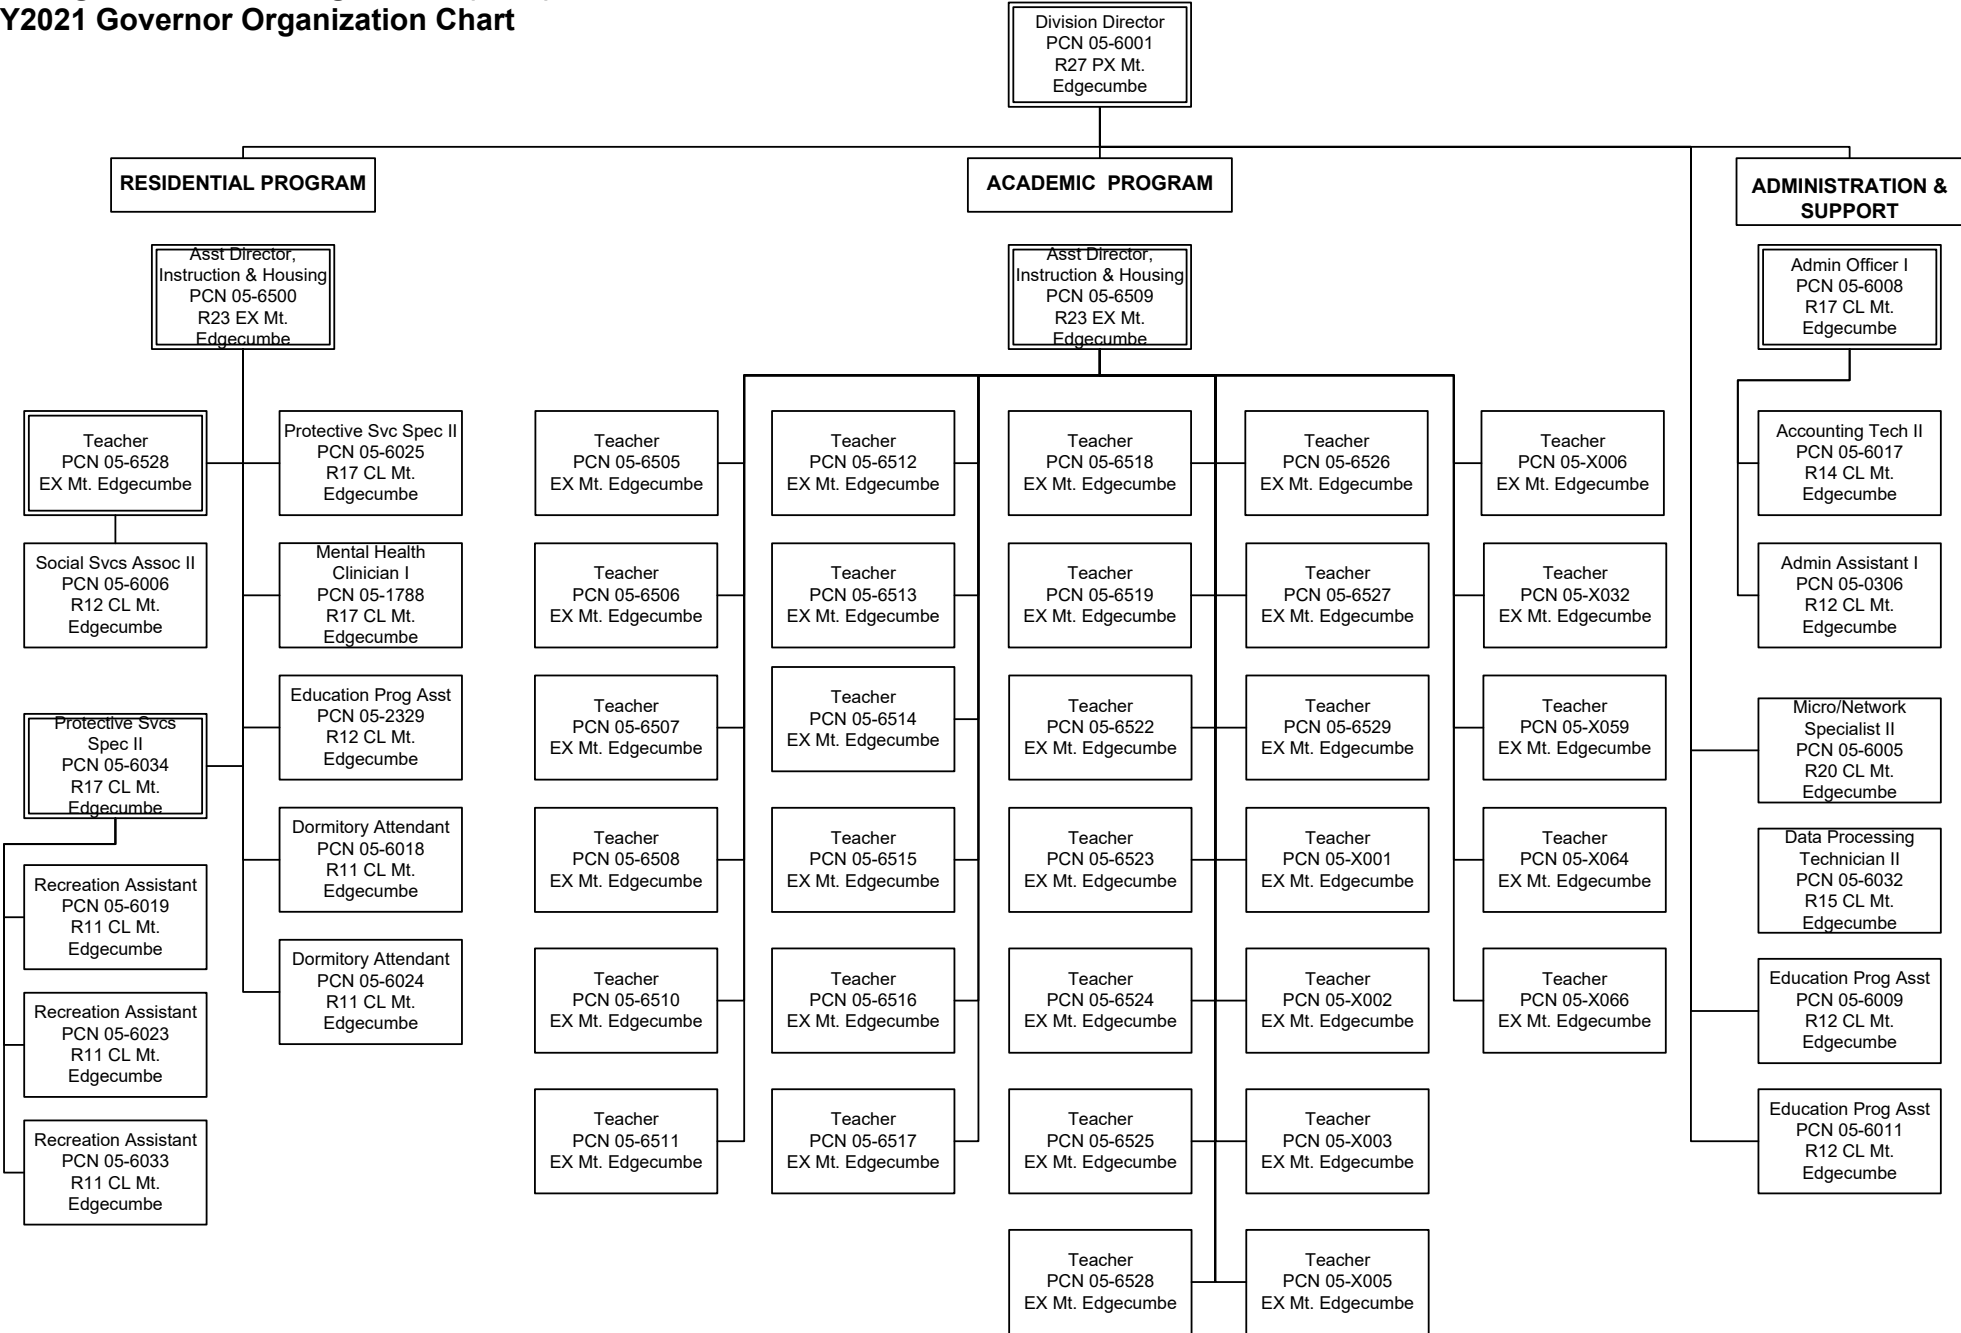 Y2021 Governor Organization Chart
Division Director
PCN 05-6001
R27 PX Mt.
Edgecumbe
RESIDENTIAL PROGRAM
ACADEMIC PROGRAM
ADMINISTRATION &
SUPPORT
Asst Director,
Instruction & Housing
PCN 05-6500
R23 EX Mt.
Edgecumbe
Asst Director,
Instruction & Housing
PCN 05-6509
R23 EX Mt.
Edgecumbe
Admin Officer I
PCN 05-6008
R17 CL Mt.
Edgecumbe
Teacher
PCN 05-6528
EX Mt. Edgecumbe
Protective Svc Spec II
PCN 05-6025
R17 CL Mt.
Edgecumbe
Teacher
PCN 05-6505
EX Mt. Edgecumbe
Teacher
PCN 05-6512
EX Mt. Edgecumbe
Teacher
PCN 05-6518
EX Mt. Edgecumbe
Teacher
PCN 05-6526
EX Mt. Edgecumbe
Teacher
PCN 05-X006
EX Mt. Edgecumbe
Accounting Tech II
PCN 05-6017
R14 CL Mt.
Edgecumbe
Social Svcs Assoc II
PCN 05-6006
R12 CL Mt.
Edgecumbe
Mental Health
Clinician I
PCN 05-1788
R17 CL Mt.
Edgecumbe
Teacher
PCN 05-6506
EX Mt. Edgecumbe
Teacher
PCN 05-6513
EX Mt. Edgecumbe
Teacher
PCN 05-6519
EX Mt. Edgecumbe
Teacher
PCN 05-6527
EX Mt. Edgecumbe
Teacher
PCN 05-X032
EX Mt. Edgecumbe
Admin Assistant I
PCN 05-0306
R12 CL Mt.
Edgecumbe
Protective Svcs
Spec II
PCN 05-6034
R17 CL Mt.
Edgecumbe
Education Prog Asst
PCN 05-2329
R12 CL Mt.
Edgecumbe
Teacher
PCN 05-6507
EX Mt. Edgecumbe
Teacher
PCN 05-6514
EX Mt. Edgecumbe
Teacher
PCN 05-6522
EX Mt. Edgecumbe
Teacher
PCN 05-6529
EX Mt. Edgecumbe
Teacher
PCN 05-X059
EX Mt. Edgecumbe
Micro/Network
Specialist II
PCN 05-6005
R20 CL Mt.
Edgecumbe
Dormitory Attendant
PCN 05-6018
R11 CL Mt.
Edgecumbe
Teacher
PCN 05-6508
EX Mt. Edgecumbe
Teacher
PCN 05-6515
EX Mt. Edgecumbe
Teacher
PCN 05-6523
EX Mt. Edgecumbe
Teacher
PCN 05-X001
EX Mt. Edgecumbe
Teacher
PCN 05-X064
EX Mt. Edgecumbe
Data Processing
Technician II
PCN 05-6032
R15 CL Mt.
Edgecumbe
Recreation Assistant
PCN 05-6019
R11 CL Mt.
Edgecumbe
Dormitory Attendant
PCN 05-6024
R11 CL Mt.
Edgecumbe
Teacher
PCN 05-6510
EX Mt. Edgecumbe
Teacher
PCN 05-6516
EX Mt. Edgecumbe
Teacher
PCN 05-6524
EX Mt. Edgecumbe
Teacher
PCN 05-X002
EX Mt. Edgecumbe
Teacher
PCN 05-X066
EX Mt. Edgecumbe
Education Prog Asst
PCN 05-6009
R12 CL Mt.
Edgecumbe
Recreation Assistant
PCN 05-6023
R11 CL Mt.
Edgecumbe
Teacher
PCN 05-6511
EX Mt. Edgecumbe
Teacher
PCN 05-6517
EX Mt. Edgecumbe
Teacher
PCN 05-6525
EX Mt. Edgecumbe
Teacher
PCN 05-X003
EX Mt. Edgecumbe
Education Prog Asst
PCN 05-6011
R12 CL Mt.
Edgecumbe
Recreation Assistant
PCN 05-6033
R11 CL Mt.
Edgecumbe
Teacher
PCN 05-6528
EX Mt. Edgecumbe
Teacher
PCN 05-X005
EX Mt. Edgecumbe